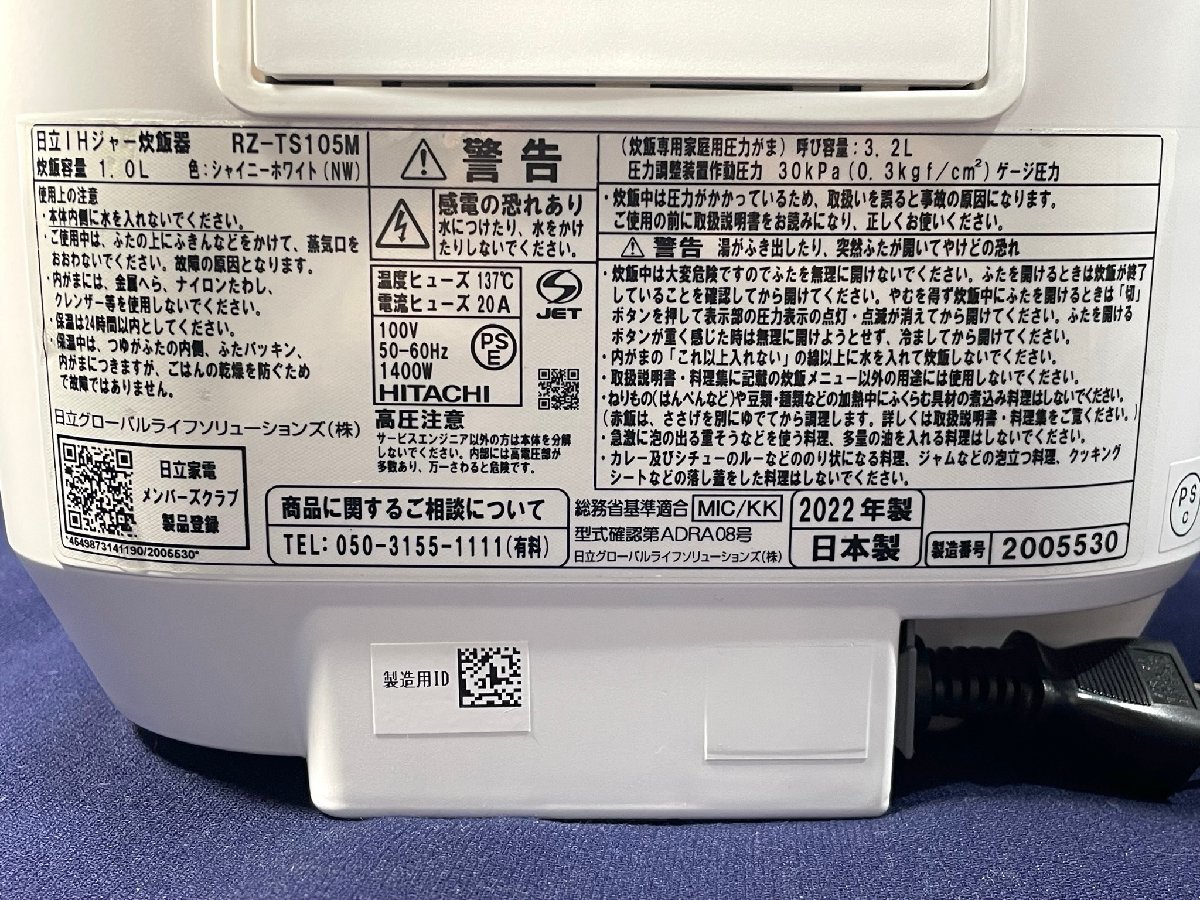 日立IHジャー炊飯器 RZ-TS105M
炊飯容量 1.0L 色:シャイニーホワイト(NW)
使用上の注意
・本体内側に水を入れないでください。
・ご使用中は、ふたの上にふきんなどをかけて、蒸気口を
おおわないでください。故障の原因となります。
・内がまには、金属へら、ナイロンたわし、
クレンザー等を使用しないでください。
・保温は24時間以内としてください。
・保温中は、つゆがふたの内側、ふたパッキン、
内がまにつきますが、ごはんの乾燥を防ぐため
で故障ではありません。
日立グローバルライフソリューションズ(株)
日立家電
メンバーズクラブ
製品登録
*4549873141190/2005530*
警告
感電の恐れあり
水につけたり、水をかけ
たりしないでください。
温度ヒューズ 137℃
電流ヒューズ 20A
JET
100V
50-60Hz
1400W
PS
E
HITACHI
高圧注意
サービスエンジニア以外の方は本体を分解
しないでください。内部には高電圧部が
多数あり、万一さわると危険です。
商品に関するご相談について
TEL: 050-3155-1111(有料)
(炊飯専用家庭用圧力がま) 呼び容量:3.2L
圧力調整装置作動圧力 30kPa(0.3kgf/cm²)ゲージ圧力
・炊飯中は圧力がかかっているため、取扱いを誤ると事故の原因になります。
ご使用の前に取扱説明書をお読みになり、正しくお使いください。
警告 湯がふき出したり、突然ふたが開いてやけどの恐れ
・炊飯中は大変危険ですのでふたを無理に開けないでください。ふたを開けるときは炊飯が終了
していることを確認してから開けてください。やむを得ず炊飯中にふたを開けるときは「切」
ボタンを押して表示部の圧力表示の点灯・点滅が消えてから開けてください。ふたを開ける
ボタンが重く感じた時は無理に開けようとせず、冷ましてから開けてください。
・内がまの「これ以上入れない」の線以上に水を入れて炊飯しないでください。
・取扱説明書・料理集に記載の炊飯メニュー以外の用途には使用しないでください。
・ねりもの(はんぺんなど)や豆類・麺類などの加熱中にふくらむ具材の煮込み料理はしないでください。
(赤飯は、ささげを別にゆでてから調理します。詳しくは取扱説明書・料理集をご覧ください。)
・急激に泡の出る重そうなどを使う料理、多量の油を入れる料理はしないでください。
・カレー及びシチューのルーなどののり状になる料理、ジャムなどの泡立つ料理、クッキング
シートなどの落し蓋をした料理はしないでください。
総務省基準適合 MIC/KK
型式確認第ADRA08号
日立グローバルライフソリューションズ(株)
2022年製
日本製
製造番号 2005530
PS
C
製造用ID